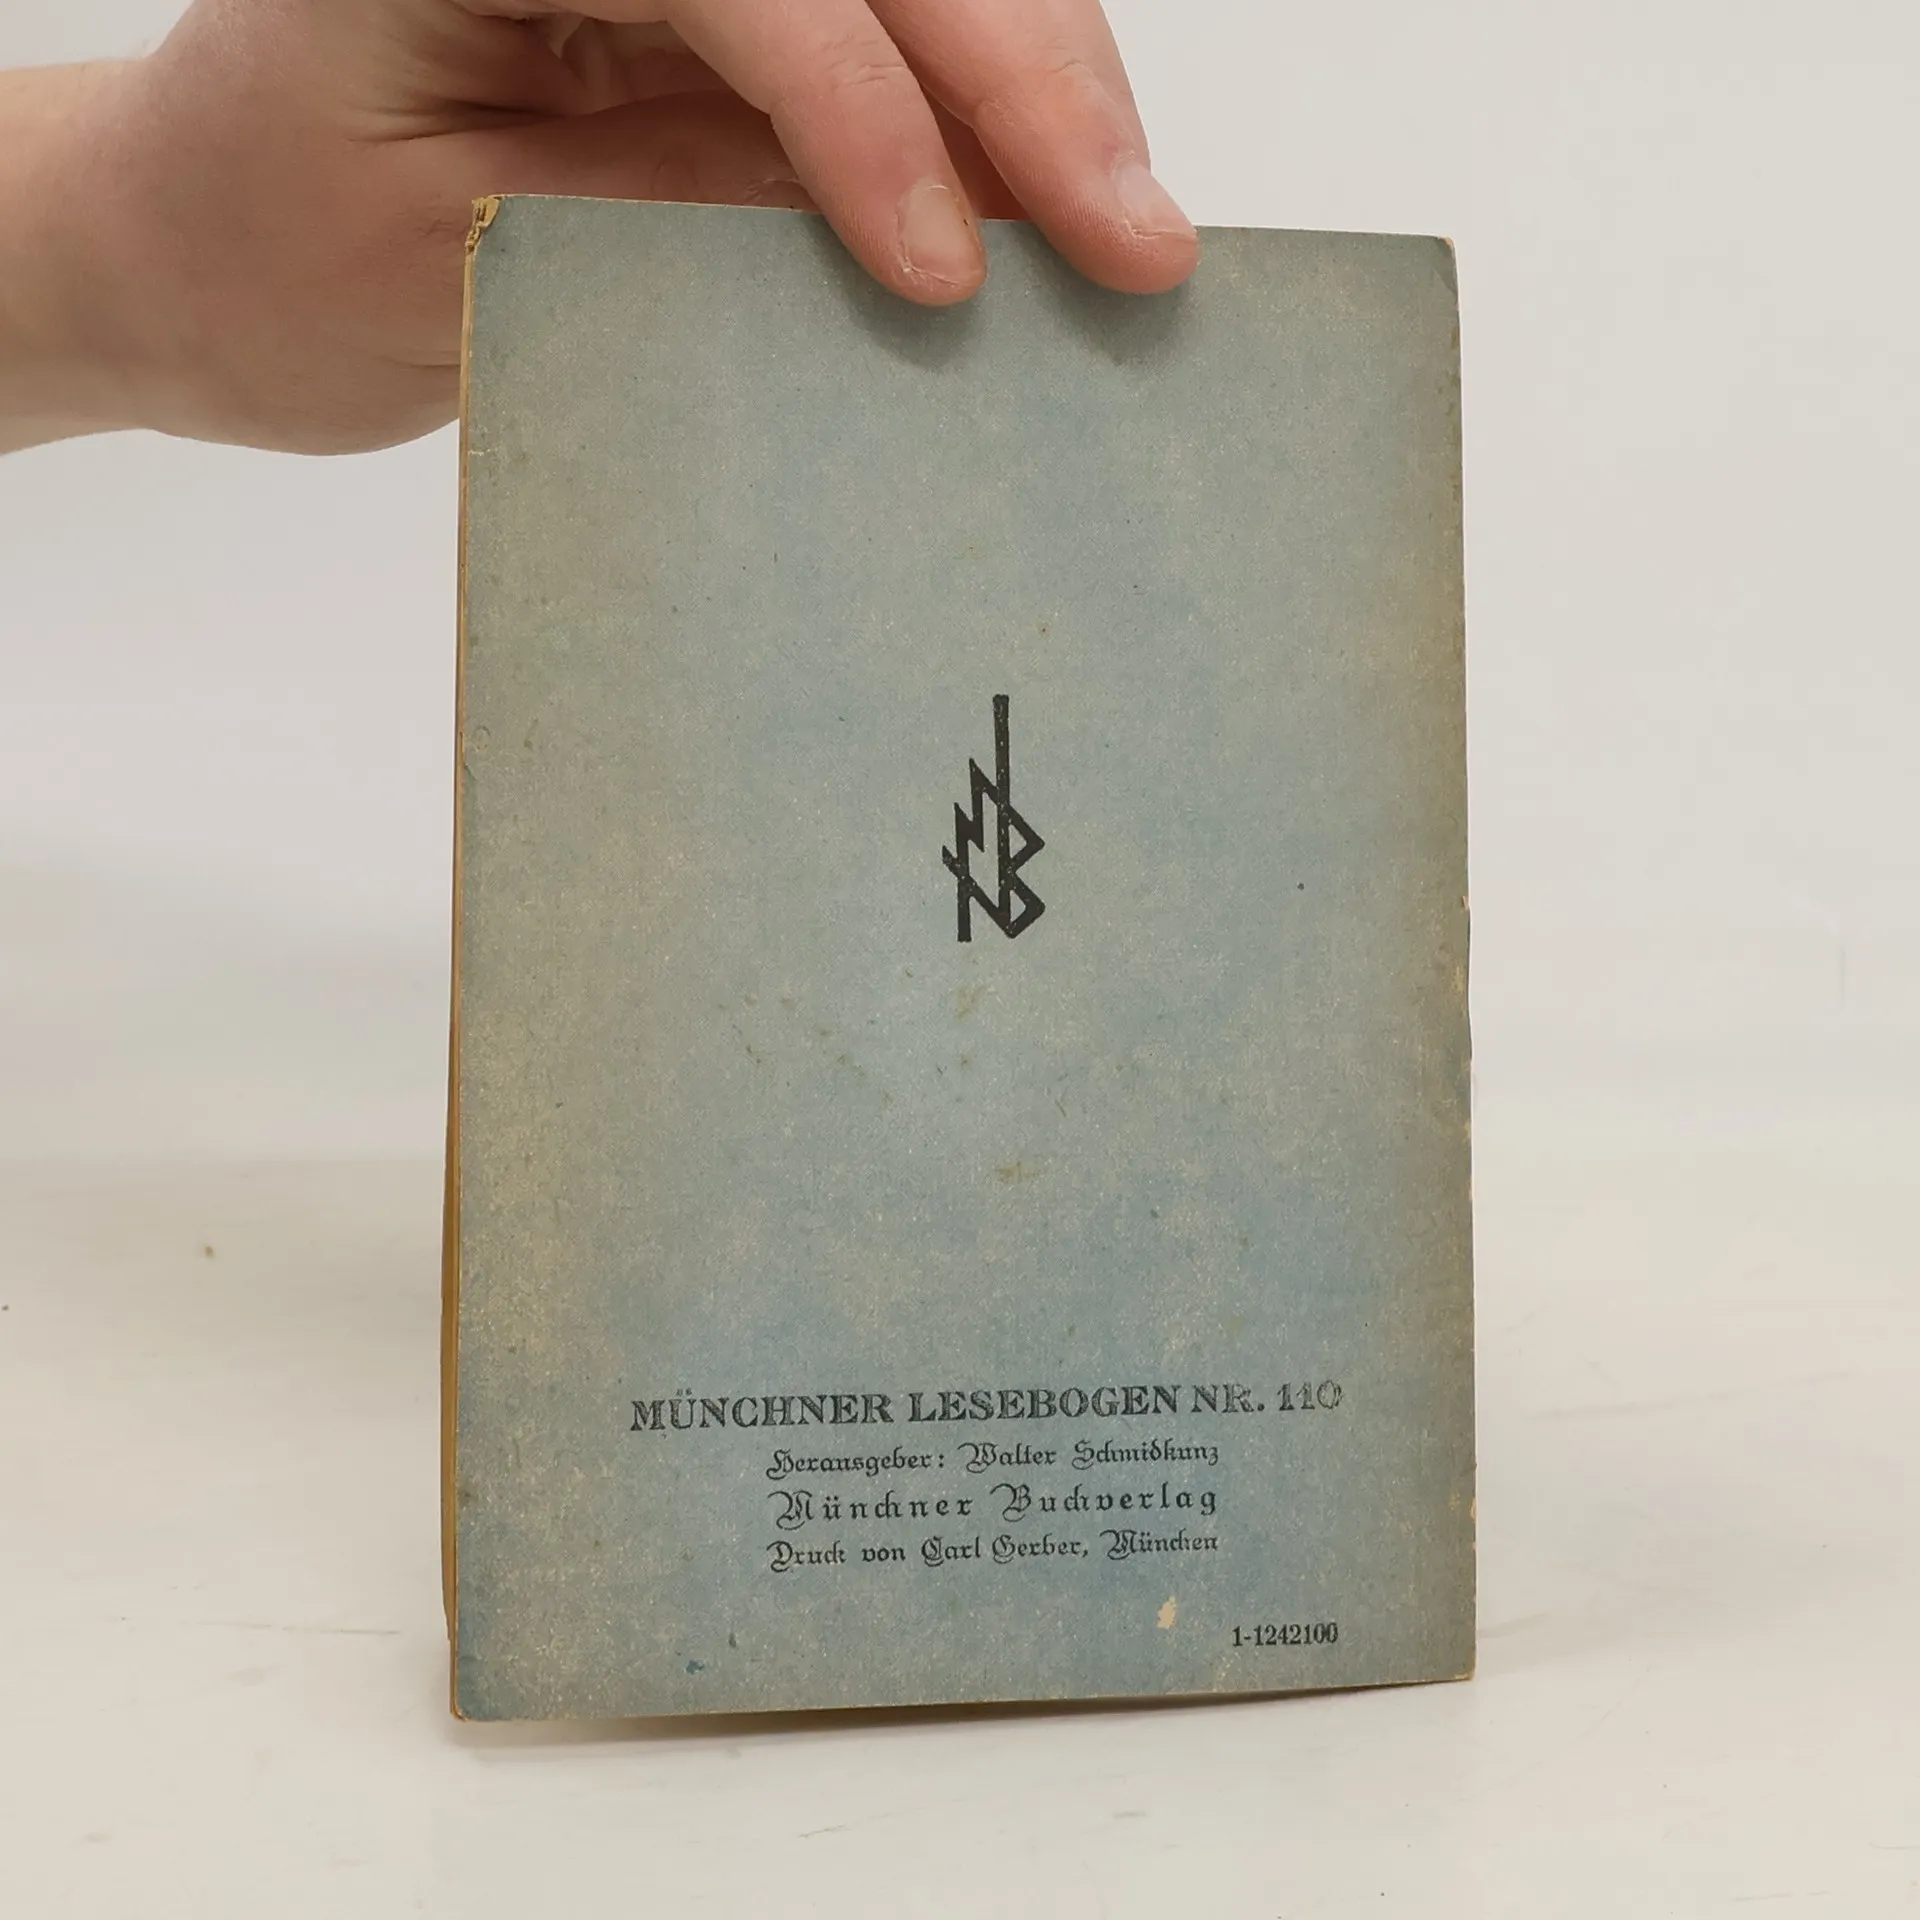 MÜNCHNER LESEBOGEN NR. 110
Herausgeber: Walter Schmidkunz
Münchner Buchverlag
Druck von Carl Gerber, München
1-1242100